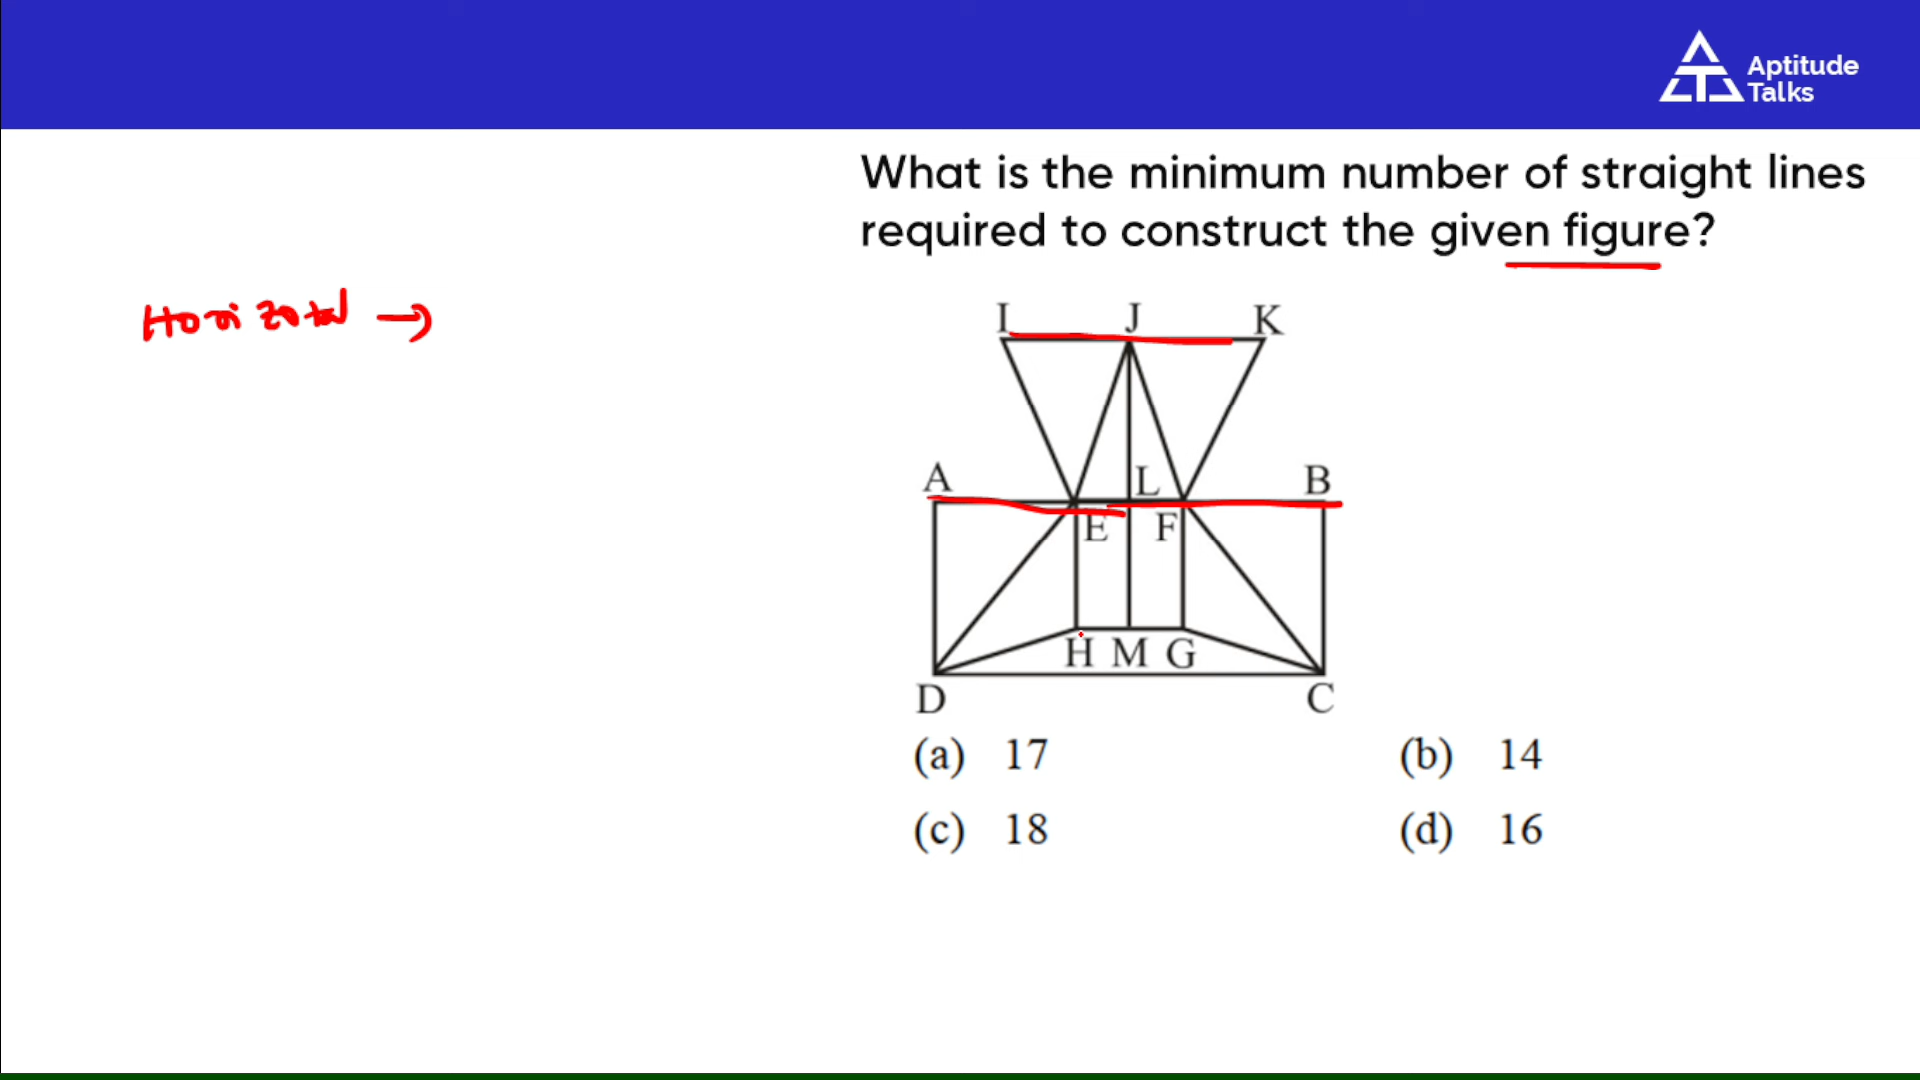 Aptitude
Talks
What is the minimum number of straight lines
required to construct the given figure?
Horizotal →
I J K
A L B
E F
H M G
D C
(a) 17 (b) 14
(c) 18 (d) 16